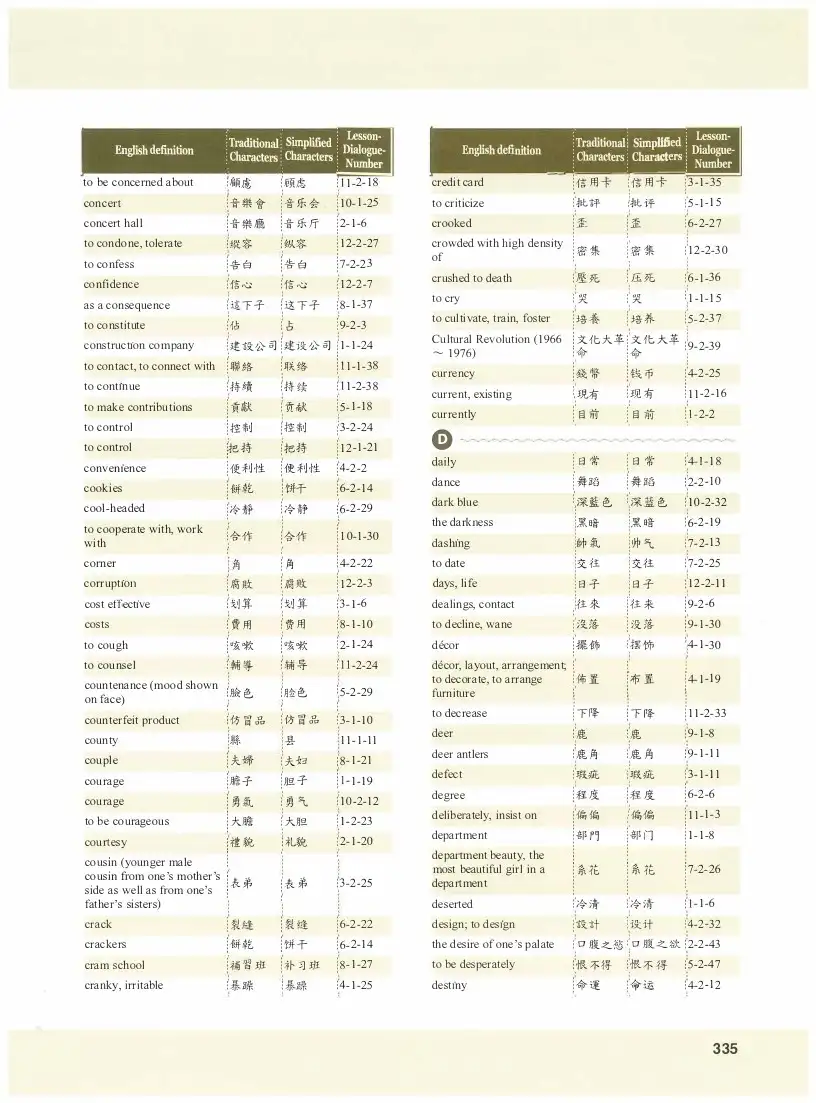 English definition Traditional Characters Simplified Characters Lesson-Dialogue-Number
to be concerned about 顧慮 顾虑 11-2-18
concert 音樂會 音乐会 10-1-25
concert hall 音樂廳 音乐厅 2-1-6
to condone, tolerate 縱容 纵容 12-2-27
to confess 告白 告白 7-2-23
confidence 信心 信心 12-2-7
as a consequence 這下子 这下子 8-1-37
to constitute 佔 占 9-2-3
construction company 建設公司 建设公司 1-1-24
to contact, to connect with 聯絡 联络 11-1-38
to continue 持續 持续 11-2-38
to make contributions 貢獻 贡献 5-1-18
to control 控制 控制 3-2-24
to control 把持 把持 12-1-21
convenience 便利性 便利性 4-2-2
cookies 餅乾 饼干 6-2-14
cool-headed 冷靜 冷静 6-2-29
to cooperate with, work
with 合作 合作 10-1-30
corner 角 角 4-2-22
corruption 腐敗 腐败 12-2-3
cost effective 划算 划算 3-1-6
costs 費用 费用 8-1-10
to cough 咳嗽 咳嗽 2-1-24
to counsel 輔導 辅导 11-2-24
countenance (mood shown
on face) 臉色 脸色 5-2-29
counterfeit product 仿冒品 仿冒品 3-1-10
county 縣 县 11-1-11
couple 夫婦 夫妇 8-1-21
courage 膽子 胆子 1-1-19
courage 勇氣 勇气 10-2-12
to be courageous 大膽 大胆 1-2-23
courtesy 禮貌 礼貌 2-1-20
cousin (younger male
cousin from one's mother's
side as well as from one's
father's sisters) 表弟 表弟 3-2-25
crack 裂縫 裂缝 6-2-22
crackers 餅乾 饼干 6-2-14
cram school 補習班 补习班 8-1-27
cranky, irritable 暴躁 暴躁 4-1-25
English definition Traditional Characters Simplified Characters Lesson-Dialogue-Number
credit card 信用卡 信用卡 3-1-35
to criticize 批評 批评 5-1-15
crooked 歪 歪 6-2-27
crowded with high density
of 密集 密集 12-2-30
crushed to death 壓死 压死 6-1-36
to cry 哭 哭 1-1-15
to cultivate, train, foster 培養 培养 5-2-37
Cultural Revolution (1966
～ 1976) 文化大革命 文化大革命 9-2-39
currency 錢幣 钱币 4-2-25
current, existing 現有 现有 11-2-16
currently 目前 目前 1-2-2
D
daily 日常 日常 4-1-18
dance 舞蹈 舞蹈 2-2-10
dark blue 深藍色 深蓝色 10-2-32
the darkness 黑暗 黑暗 6-2-19
dashing 帥氣 帅气 7-2-13
to date 交往 交往 7-2-25
days, life 日子 日子 12-2-11
dealings, contact 往來 往来 9-2-6
to decline, wane 沒落 没落 9-1-30
décor 擺飾 摆饰 4-1-30
décor, layout, arrangement;
to decorate, to arrange
furniture 佈置 布置 4-1-19
to decrease 下降 下降 11-2-33
deer 鹿 鹿 9-1-8
deer antlers 鹿角 鹿角 9-1-11
defect 瑕疵 瑕疵 3-1-11
degree 程度 程度 6-2-6
deliberately, insist on 偏偏 偏偏 11-1-3
department 部門 部门 1-1-8
department beauty, the
most beautiful girl in a
department 系花 系花 7-2-26
deserted 冷清 冷清 1-1-6
design; to design 設計 设计 4-2-32
the desire of one's palate 口腹之慾 口腹之欲 2-2-43
to be desperately 恨不得 恨不得 5-2-47
destiny 命運 命运 4-2-12
335